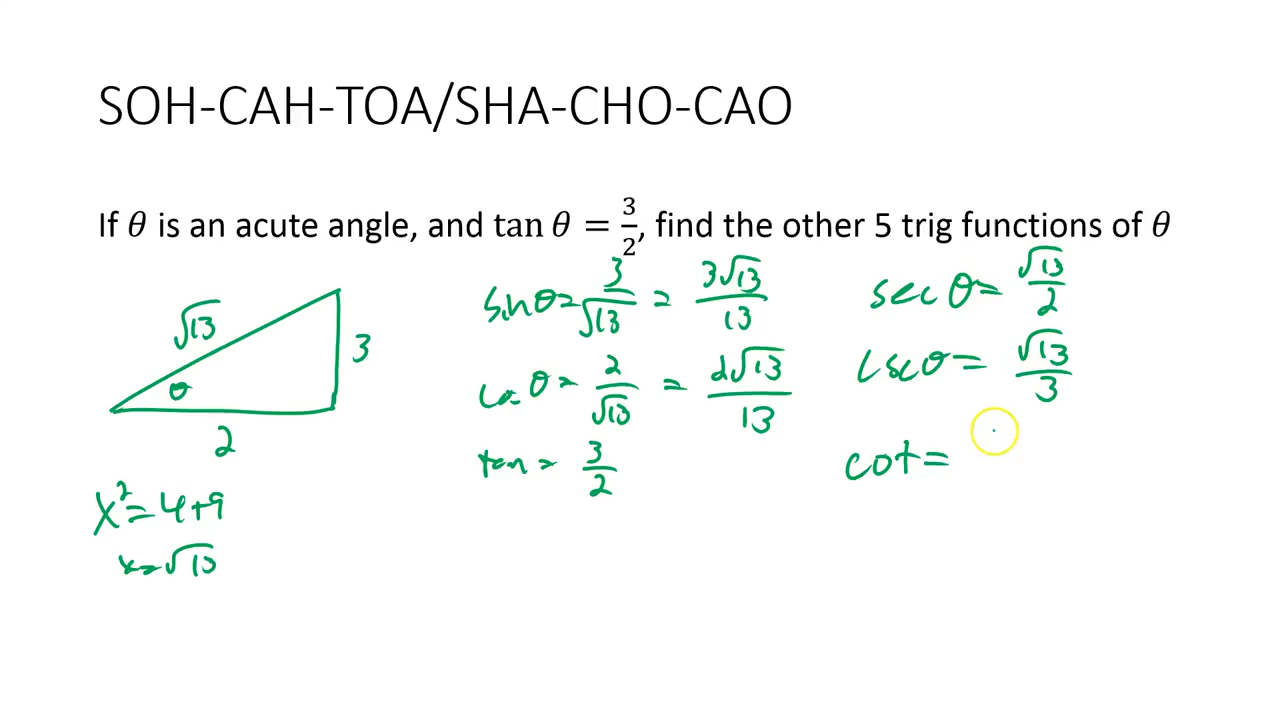 SOH-CAH-TOA/SHA-CHO-CAO
If θ is an acute angle, and tan θ = 3/2, find the other 5 trig functions of θ
√13
3
θ
2
x² = 4+9
x = √13
sin θ = 3/√13 = 3√13/13
cos θ = 2/√13 = 2√13/13
tan = 3/2
sec θ = √13/2
csc θ = √13/3
cot =